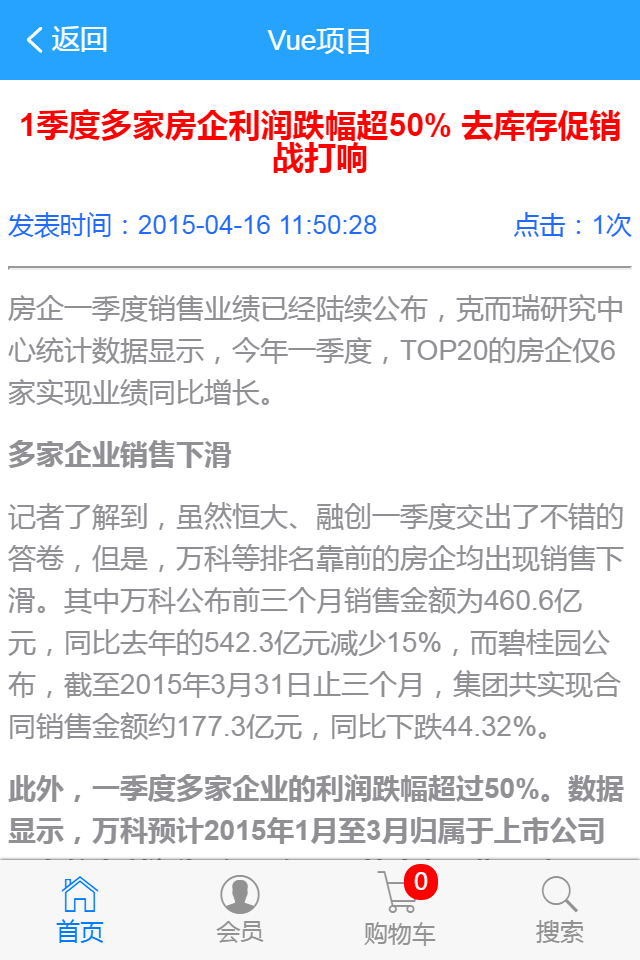 返回
Vue项目
1季度多家房企利润跌幅超50% 去库存促销
战打响
发表时间：2015-04-16 11:50:28
点击：1次
房企一季度销售业绩已经陆续公布，克而瑞研究中
心统计数据显示，今年一季度，TOP20的房企仅6
家实现业绩同比增长。
多家企业销售下滑
记者了解到，虽然恒大、融创一季度交出了不错的
答卷，但是，万科等排名靠前的房企均出现销售下
滑。其中万科公布前三个月销售金额为460.6亿
元，同比去年的542.3亿元减少15%，而碧桂园公
布，截至2015年3月31日止三个月，集团共实现合
同销售金额约177.3亿元，同比下跌44.32%。
此外，一季度多家企业的利润跌幅超过50%。数据
显示，万科预计2015年1月至3月归属于上市公司
0
首页
会员
购物车
搜索